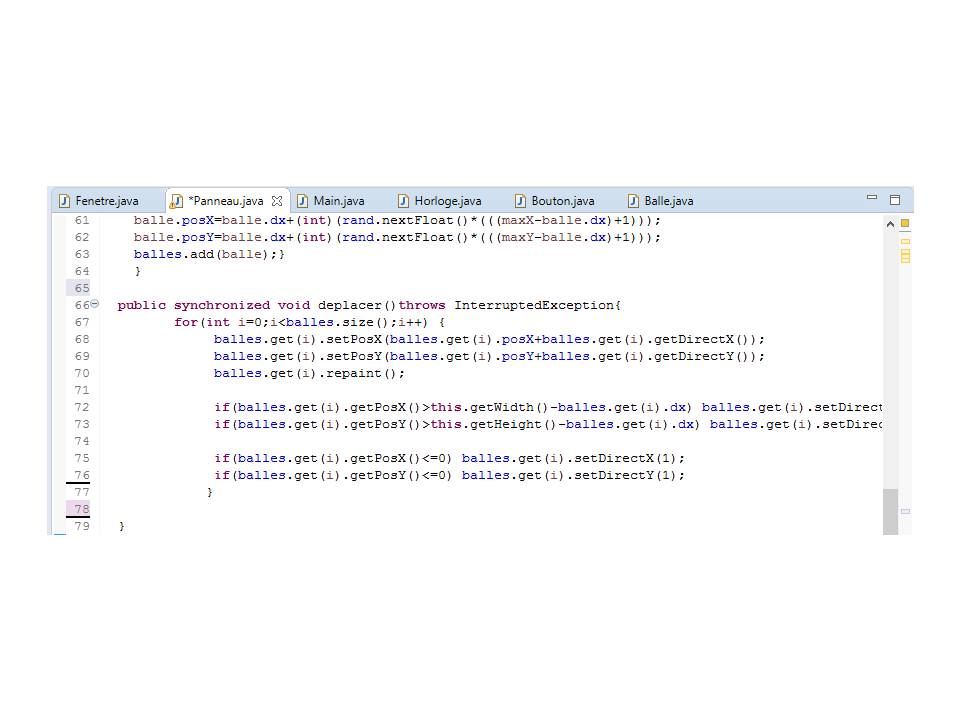 Fenetre.java *Panneau.java Main.java Horloge.java Bouton.java Balle.java
61 balle.posX=balle.dx+(int)(rand.nextFloat()*(((maxX-balle.dx)+1)));
62 balle.posY=balle.dx+(int)(rand.nextFloat()*(((maxY-balle.dx)+1)));
63 balles.add(balle);}
64 }
65
66 public synchronized void deplacer()throws InterruptedException{
67 for(int i=0;i<balles.size();i++) {
68 balles.get(i).setPosX(balles.get(i).posX+balles.get(i).getDirectX());
69 balles.get(i).setPosY(balles.get(i).posY+balles.get(i).getDirectY());
70 balles.get(i).repaint();
71
72 if(balles.get(i).getPosX()>this.getWidth()-balles.get(i).dx) balles.get(i).setDirect
73 if(balles.get(i).getPosY()>this.getHeight()-balles.get(i).dx) balles.get(i).setDirec
74
75 if(balles.get(i).getPosX()<=0) balles.get(i).setDirectX(1);
76 if(balles.get(i).getPosY()<=0) balles.get(i).setDirectY(1);
77 }
78
79 }